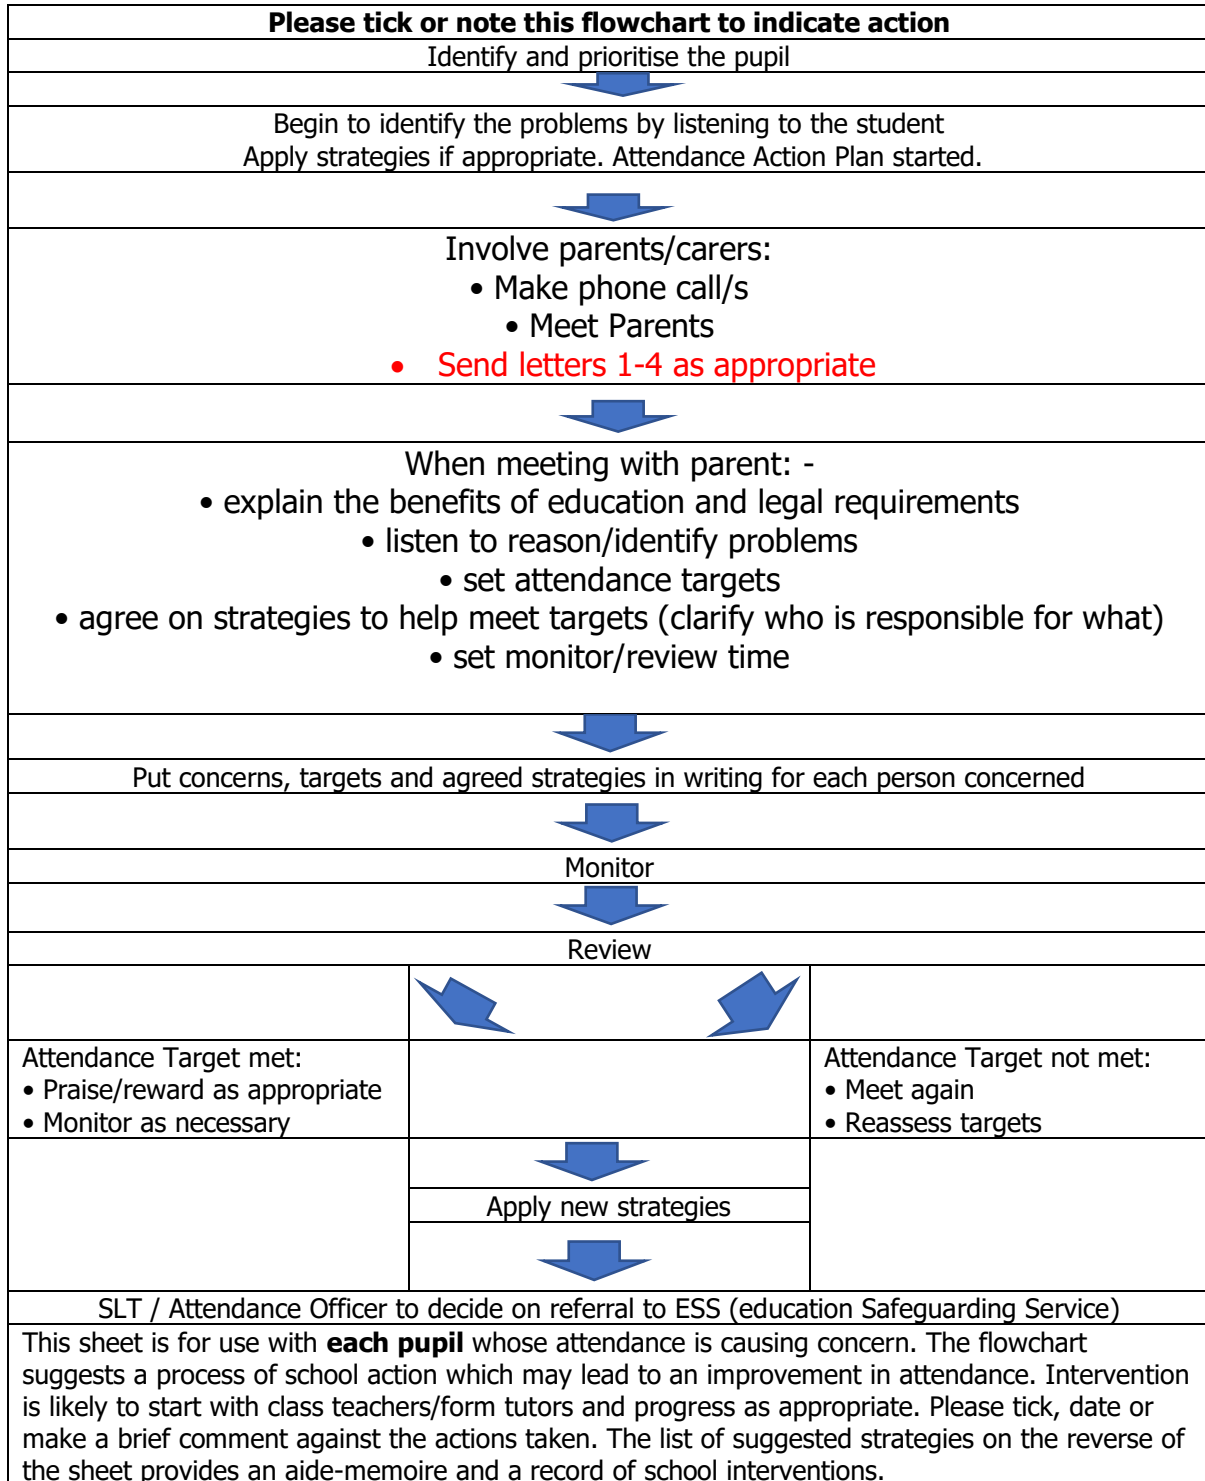 Please tick or note this flowchart to indicate action
Identify and prioritise the pupil
Begin to identify the problems by listening to the student
Apply strategies if appropriate. Attendance Action Plan started.
Involve parents/carers:
• Make phone call/s
• Meet Parents
• Send letters 1-4 as appropriate
When meeting with parent: -
• explain the benefits of education and legal requirements
• listen to reason/identify problems
• set attendance targets
• agree on strategies to help meet targets (clarify who is responsible for what)
• set monitor/review time
Put concerns, targets and agreed strategies in writing for each person concerned
Monitor
Review
Attendance Target met:
• Praise/reward as appropriate
• Monitor as necessary
Attendance Target not met:
• Meet again
• Reassess targets
Apply new strategies
SLT / Attendance Officer to decide on referral to ESS (education Safeguarding Service)
This sheet is for use with each pupil whose attendance is causing concern. The flowchart
suggests a process of school action which may lead to an improvement in attendance. Intervention
is likely to start with class teachers/form tutors and progress as appropriate. Please tick, date or
make a brief comment against the actions taken. The list of suggested strategies on the reverse of
the sheet provides an aide-memoire and a record of school interventions.